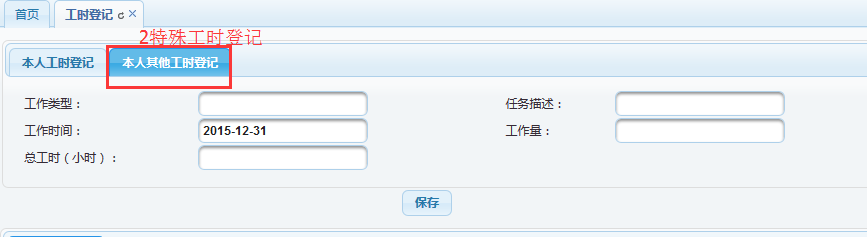 首页 工时登记
2特殊工时登记
本人工时登记 本人其他工时登记
工作类型： 任务描述：
工作时间： 2015-12-31 工作量：
总工时（小时）：
保存